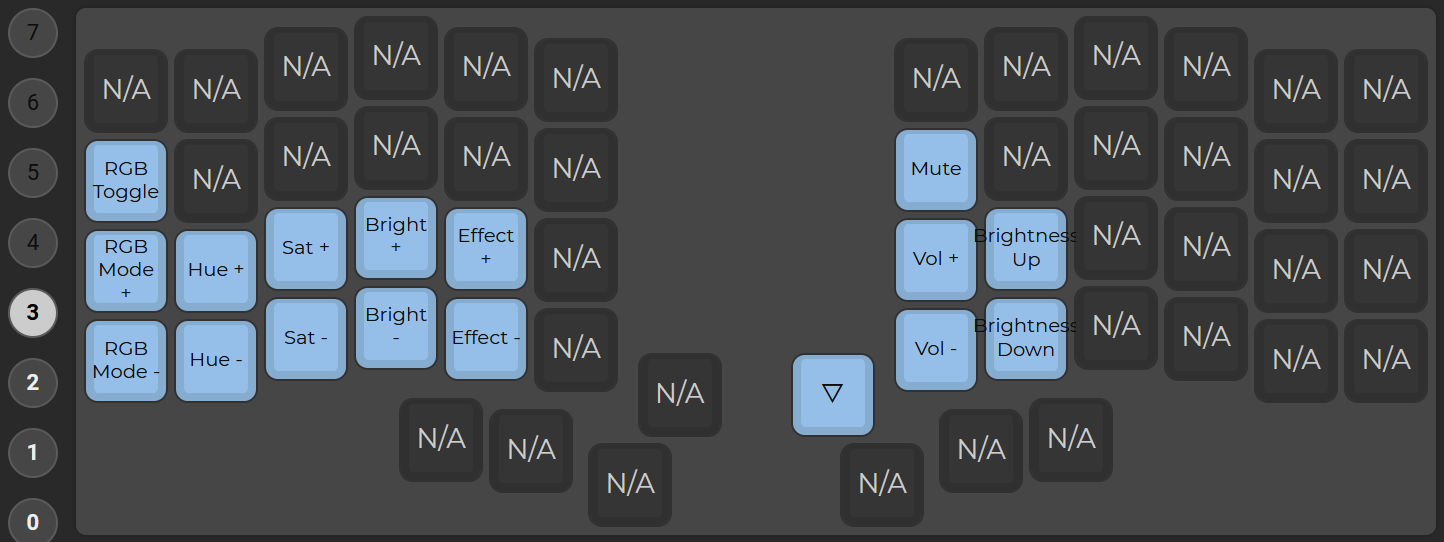 7
6
5
4
3
2
1
0
N/A N/A N/A N/A N/A N/A
N/A N/A N/A N/A N/A N/A
RGB
Toggle
N/A N/A N/A N/A N/A
Mute
N/A N/A N/A N/A N/A
RGB
Mode
+
Hue +
Sat +
Bright
+
Effect
+
N/A
Vol +
Brightness
Up
N/A N/A N/A N/A
RGB
Mode -
Hue -
Sat -
Bright
-
Effect -
N/A
Vol -
Brightness
Down
N/A N/A N/A N/A
N/A
▽
N/A N/A N/A
N/A N/A N/A